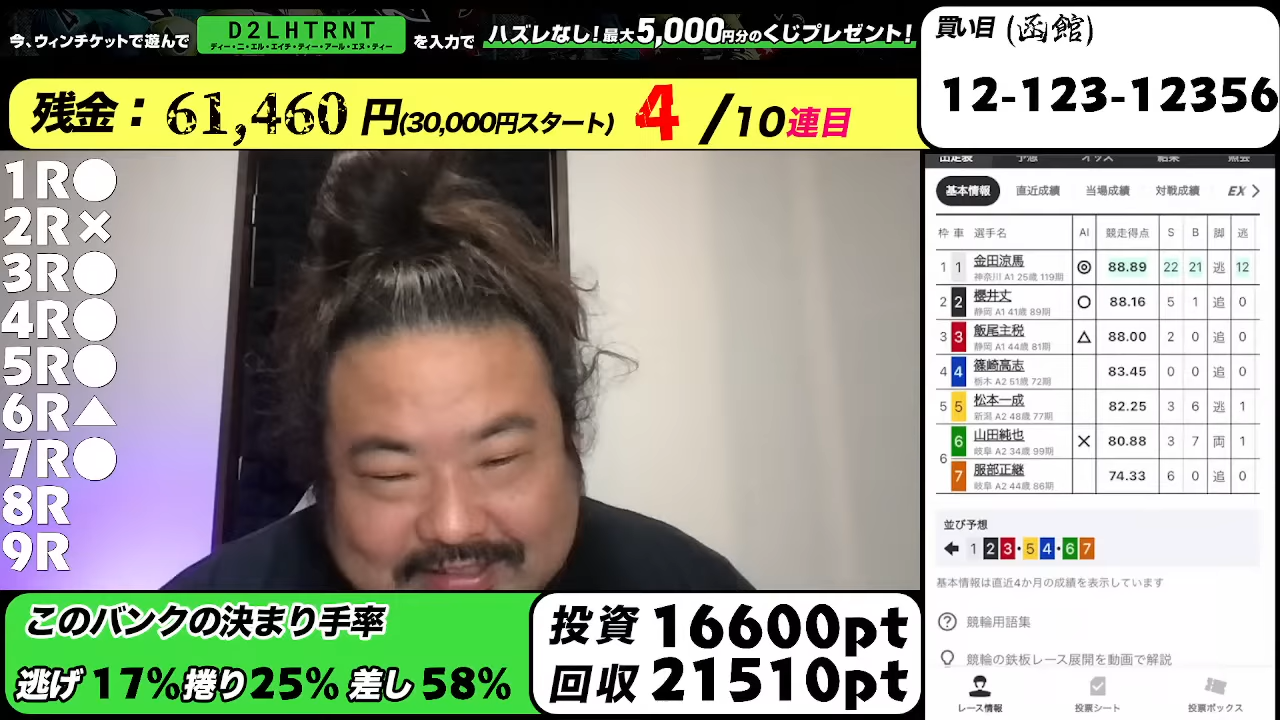 今、ウィンチケットで遊んで
D2LHTRNT
ディー・ニ・エル・エイチ・ティー・アール・エヌ・ティー
を入力で
ハズレなし!最大5,000円分のくじプレゼント!
残金: 61,460 円(30,000円スタート) 4/10連目
買い目 (函館)
12-123-12356
1R●
2R×
3R●
4R●
5R●
6R▲
7R●
8R
9R
出走表 予想 オッズ 結果 照会
基本情報 直近成績 当場成績 対戦成績 EX
枠 車 選手名 AI 競走得点 S B 脚 逃
1 1 金田涼馬 ◎ 88.89 22 21 逃 12
神奈川 A1 25歳 119期
2 2 櫻井丈 ○ 88.16 5 1 追 0
静岡 A1 41歳 89期
3 3 飯尾主税 △ 88.00 2 0 追 0
静岡 A1 44歳 81期
4 4 篠崎高志 83.45 0 0 追 0
栃木 A2 51歳 72期
5 5 松本一成 82.25 3 6 逃 1
新潟 A2 48歳 77期
6 6 山田純也 × 80.88 3 7 両 1
岐阜 A2 34歳 99期
7 服部正継 74.33 6 0 追 0
岐阜 A2 44歳 86期
並び予想
1 2 3・5 4・6 7
基本情報は直近4か月の成績を表示しています
競輪用語集
競輪の鉄板レース展開を動画で解説
レース情報 投票シート 投票ボックス
このバンクの決まり手率
逃げ 17% 捲り 25% 差し 58%
投資 16600pt
回収 21510pt